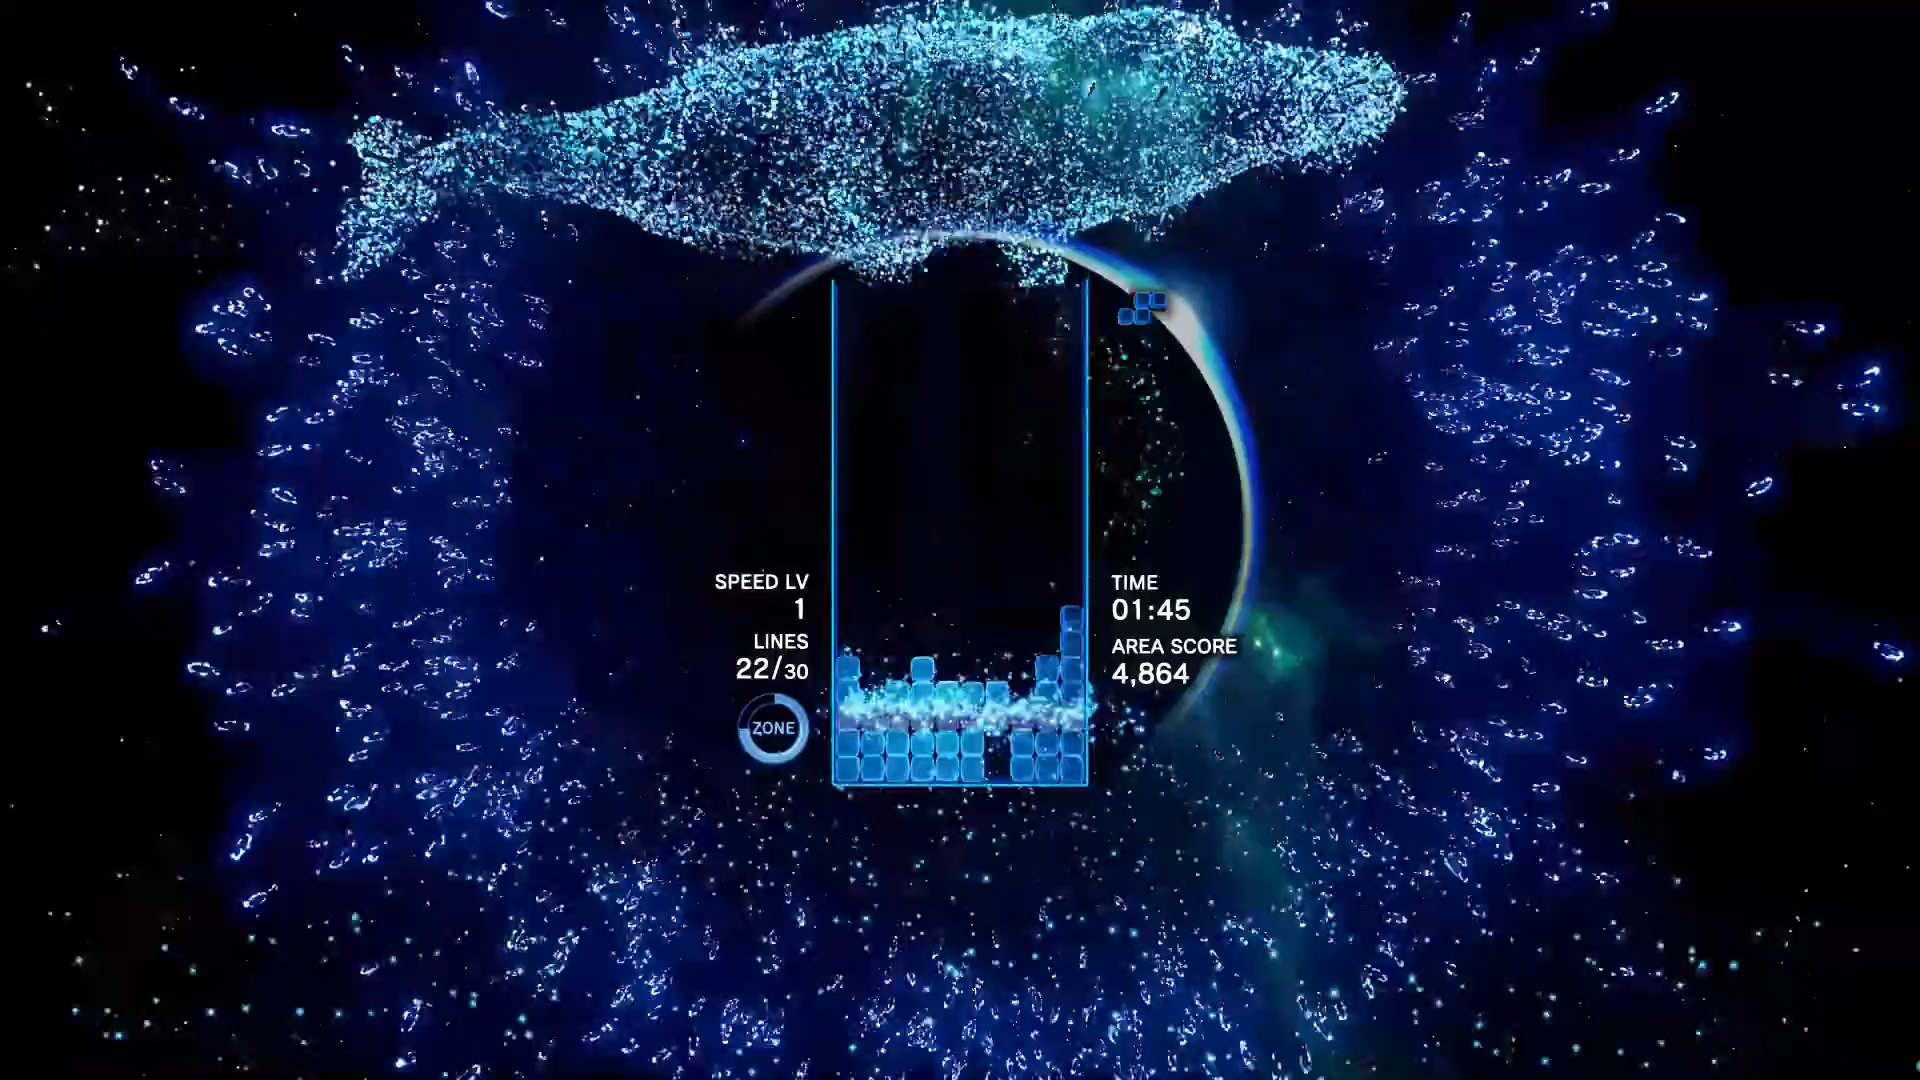 SPEED LV
1
LINES
22/30
ZONE
TIME
01:45
AREA SCORE
4,864